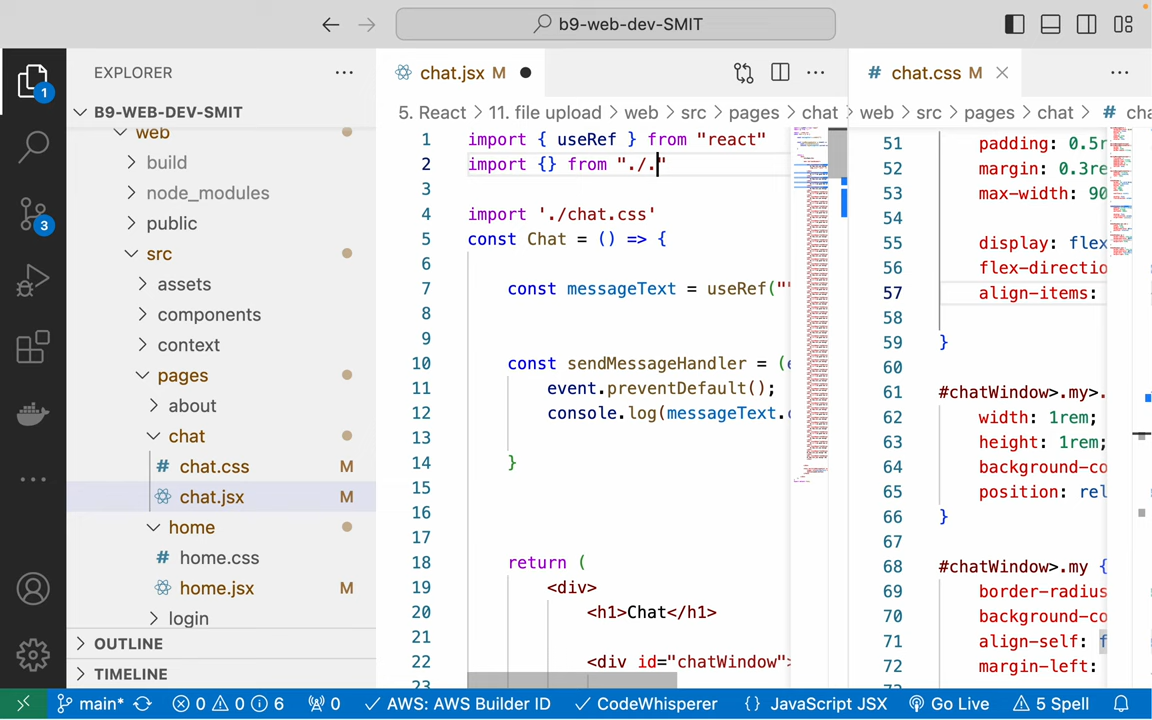 b9-web-dev-SMIT
EXPLORER
B9-WEB-DEV-SMIT
web
build
node_modules
public
src
assets
components
context
pages
about
chat
# chat.css M
chat.jsx M
home
# home.css
home.jsx M
login
OUTLINE
TIMELINE
1
3
chat.jsx M
5. React > 11. file upload > web > src > pages > chat
1 import { useRef } from "react"
2 import {} from "./."
3
4 import './chat.css'
5 const Chat = () => {
6
7 const messageText = useRef(""
8
9
10 const sendMessageHandler = (e
11 event.preventDefault();
12 console.log(messageText.c
13
14 }
15
16
17
18 return (
19 <div>
20 <h1>Chat</h1>
21
22 <div id="chatWindow">
23
# chat.css M
> web > src > pages > chat > # cha
51 padding: 0.5r
52 margin: 0.3re
53 max-width: 90
54
55 display: flex
56 flex-directio
57 align-items:
58
59 }
60
61 #chatWindow>.my>.
62 width: 1rem;
63 height: 1rem;
64 background-co
65 position: rel
66 }
67
68 #chatWindow>.my {
69 border-radius
70 background-co
71 align-self: f
72 margin-left:
main* 0 0 6 0 AWS: AWS Builder ID CodeWhisperer {} JavaScript JSX Go Live 5 Spell